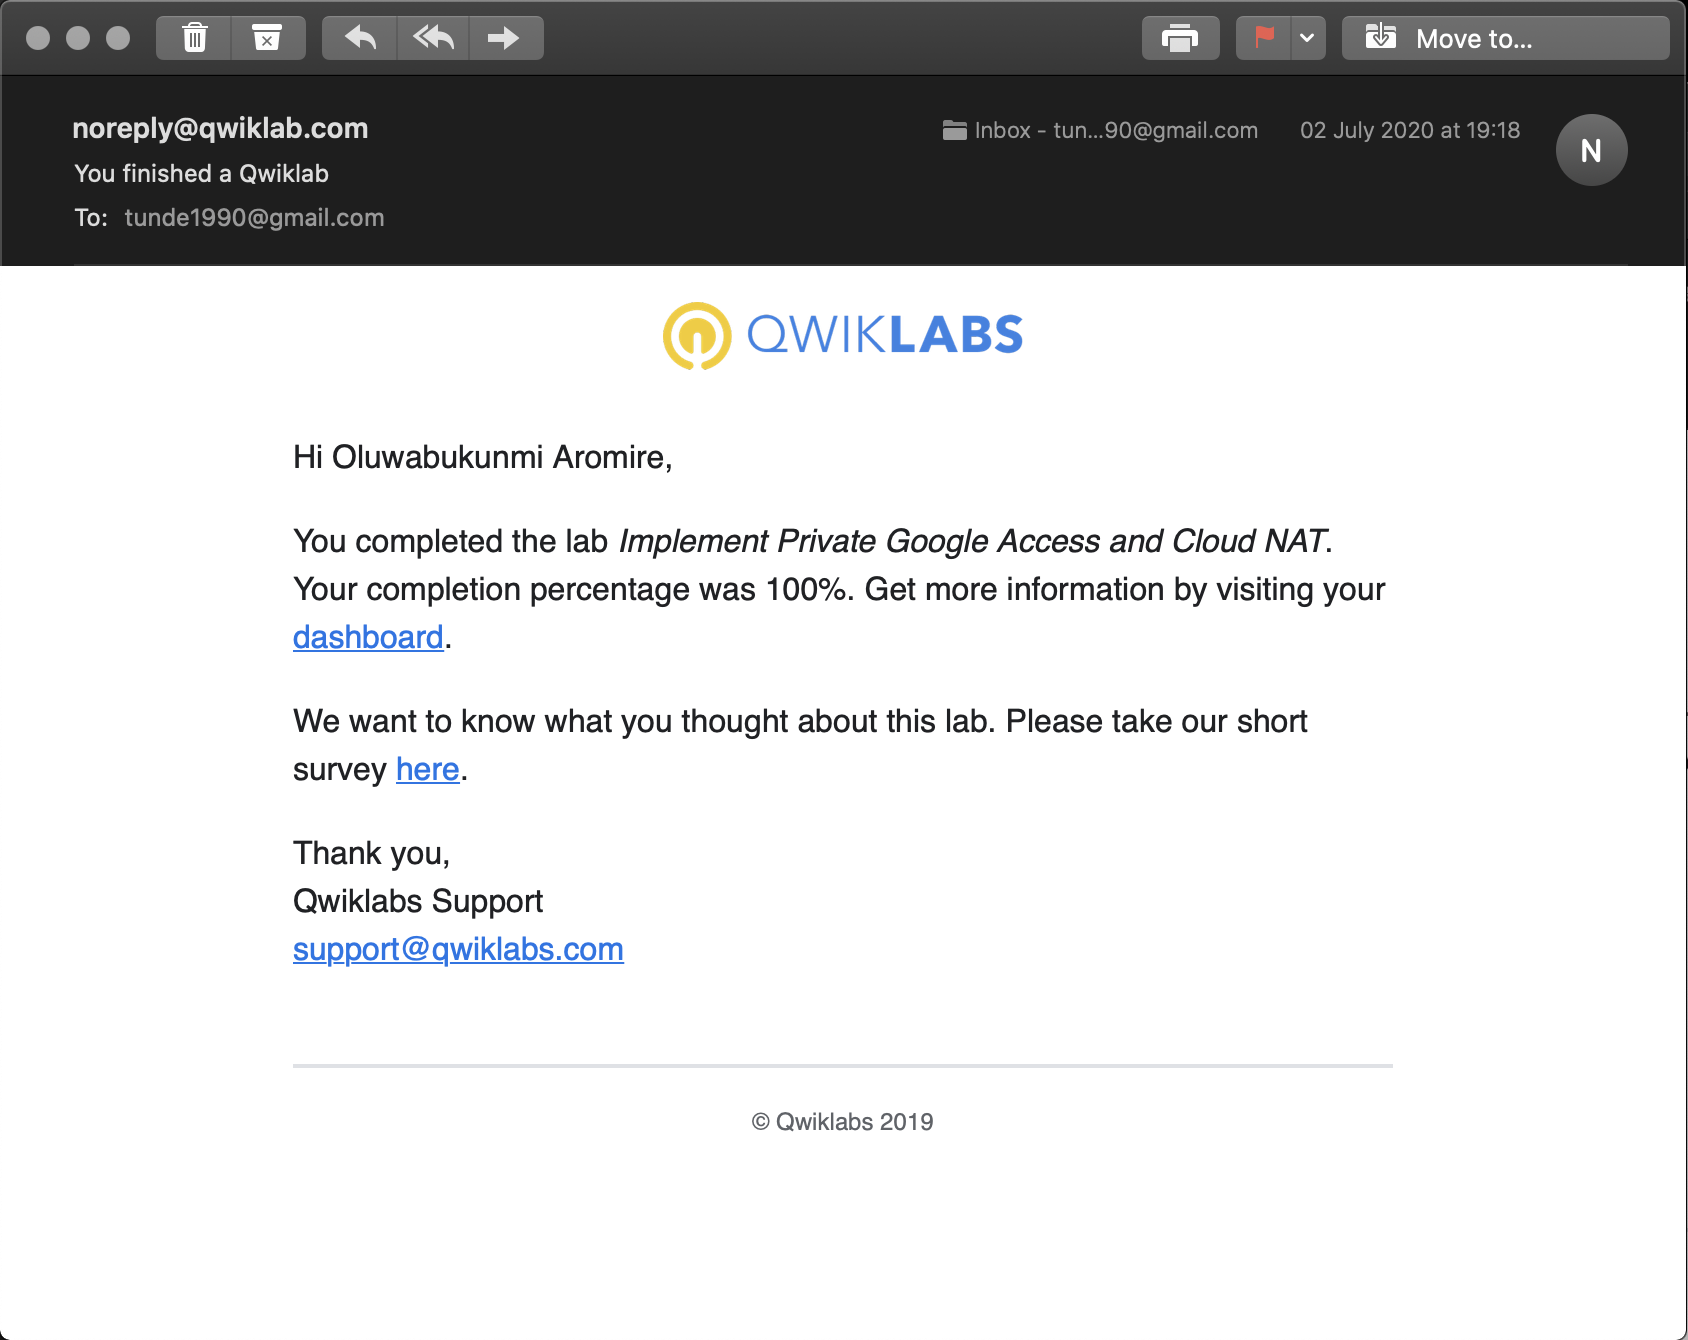 Move to...
noreply@qwiklab.com
Inbox - tun...90@gmail.com
02 July 2020 at 19:18
N
You finished a Qwiklab
To: tunde1990@gmail.com
QWIKLABS
Hi Oluwabukunmi Aromire,
You completed the lab Implement Private Google Access and Cloud NAT.
Your completion percentage was 100%. Get more information by visiting your
dashboard.
We want to know what you thought about this lab. Please take our short
survey here.
Thank you,
Qwiklabs Support
support@qwiklabs.com
© Qwiklabs 2019